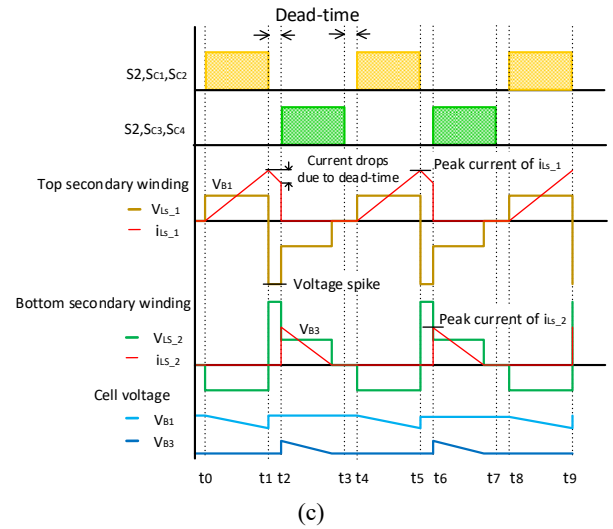 Dead-time
S2,SC1,SC2
S2,SC3,SC4
Current drops
due to dead-time
Peak current of iLs_1
VB1
Top secondary winding
VLs_1
iLs_1
Voltage spike
Bottom secondary winding
VB3
Peak current of iLs_2
VLS_2
iLS_2
Cell voltage
VB1
VB3
t0 t1 t2 t3 t4 t5 t6 t7 t8 t9
(c)